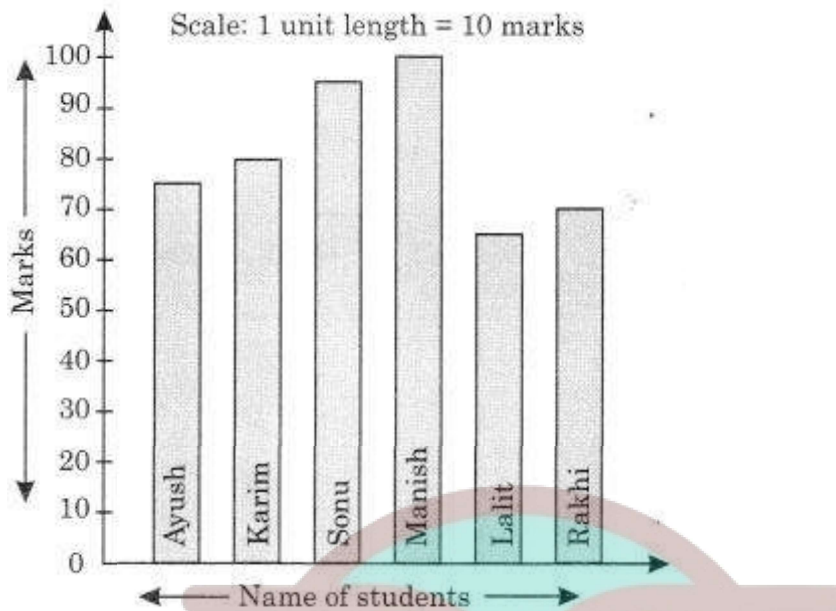 Scale: 1 unit length = 10 marks
100
90
80
70
60
50
40
30
20
10
0
Marks
Ayush
Karim
Sonu
Manish
Lalit
Rakhi
Name of students